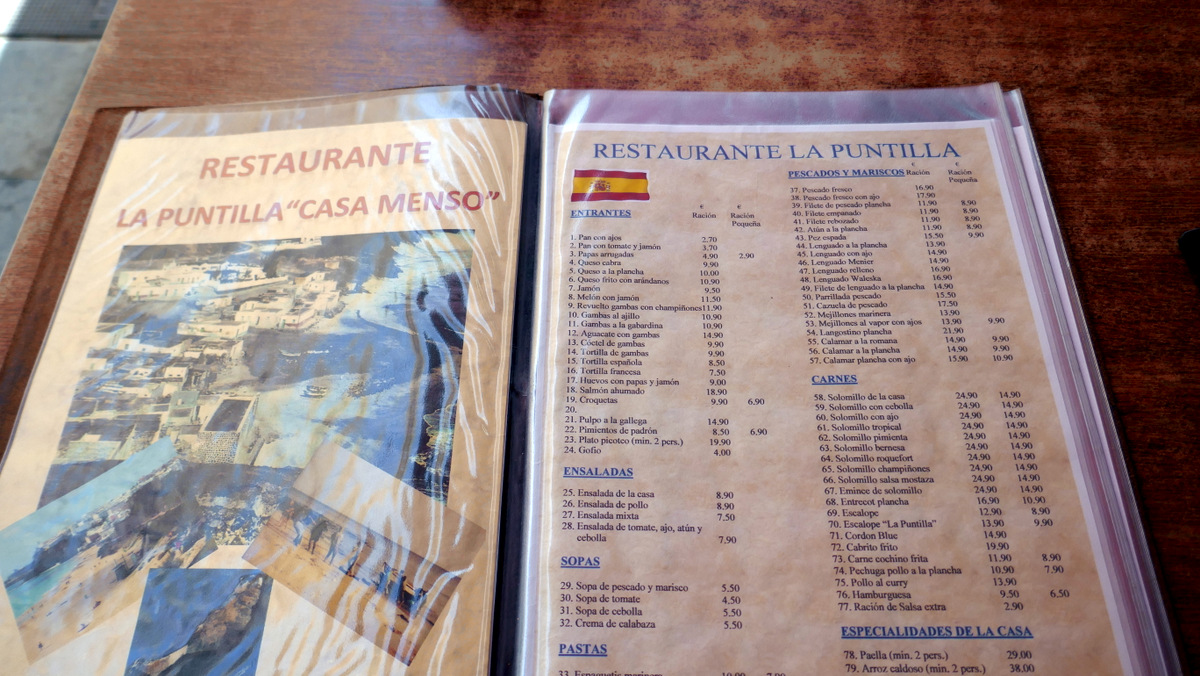 RESTAURANTE
LA PUNTILLA "CASA MENSO"
RESTAURANTE LA PUNTILLA
ENTRANTES € Ración € Ración Pequeña
1. Pan con ajos 2.70
2. Pan con tomate y jamón 3,70
3. Papas arrugadas 4.90 2.90
4. Queso cabra 9.90
5. Queso a la plancha 10.00
6. Queso frito con arándanos 10.90
7. Jamón 9.50
8. Melón con jamón 11.50
9. Revuelto gambas con champiñones 11.90
10. Gambas al ajillo 10.90
11. Gambas a la gabardina 10.90
12. Aguacate con gambas 14.90
13. Cóctel de gambas 9.90
14. Tortilla de gambas 9.90
15. Tortilla española 8.50
16. Tortilla francesa 7.50
17. Huevos con papas y jamón 9.00
18. Salmón ahumado 18.90
19. Croquetas 9,90 6.90
20.
21. Pulpo a la gallega 14.90
22. Pimientos de padrón 8.50 6.90
23. Plato picoteo (min. 2 pers.) 19.90
24. Gofio 4.00
ENSALADAS
25. Ensalada de la casa 8.90
26. Ensalada de pollo 8.90
27. Ensalada mixta 7.50
28. Ensalada de tomate, ajo, atún y
cebolla 7.90
SOPAS
29. Sopa de pescado y marisco 5.50
30. Sopa de tomate 4.50
31. Sopa de cebolla 5.50
32. Crema de calabaza 5.50
PASTAS
33. Espaguetis marinera 10.90 7.90
PESCADOS Y MARISCOS € Ración € Ración Pequeña
37. Pescado fresco 16.90
38. Pescado fresco con ajo 17.90
39. Filete de pescado plancha 11.90 8.90
40. Filete empanado 11.90 8.90
41. Filete rebozado 11.90 8.90
42. Atún a la plancha 11.90 8.90
43. Pez espada 15.50 9.90
44. Lenguado a la plancha 13.90
45. Lenguado con ajo 14.90
46. Lenguado Menier 14.90
47. Lenguado relleno 16.90
48. Lenguado Waleska 16.90
49. Filete de lenguado a la plancha 14.90
50. Parrillada pescado 15.50
51. Cazuela de pescado 17.50
52. Mejillones marinera 13.90
53. Mejillones al vapor con ajos 13.90 9.90
54. Langostino plancha 21.90
55. Calamar a la romana 14.90 9.90
56. Calamar a la plancha 14.90 9.90
57. Calamar plancha con ajo 15.90 10.90
CARNES
58. Solomillo de la casa 24.90 14.90
59. Solomillo con cebolla 24.90 14.90
60. Solomillo con ajo 24.90 14.90
61. Solomillo tropical 24.90 14.90
62. Solomillo pimienta 24.90 14.90
63. Solomillo bernesa 24.90 14.90
64. Solomillo roquefort 24.90 14.90
65. Solomillo champiñones 24.90 14.90
66. Solomillo salsa mostaza 24.90 14.90
67. Emince de solomillo 24.90 14.90
68. Entrecot plancha 16.90 10.90
69. Escalope 12.90 8.90
70. Escalope "La Puntilla" 13.90 9,90
71. Cordon Blue 14.90
72. Cabrito frito 19.90
73. Carne cochino frita 11.90 8.90
74. Pechuga pollo a la plancha 10.90 7.90
75. Pollo al curry 13.90
76. Hamburguesa 9.50 6.50
77. Ración de Salsa extra 2.90
ESPECIALIDADES DE LA CASA
78. Paella (min. 2 pers.) 29.00
79. Arroz caldoso (min. 2 pers.) 38.00